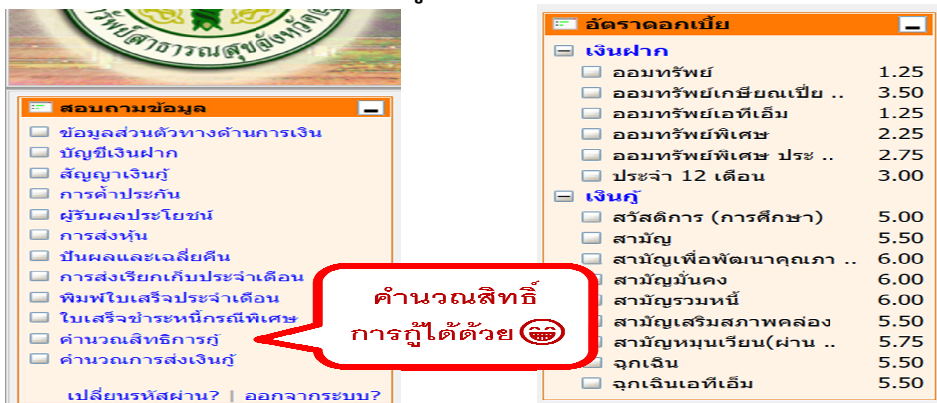 ทรัพย์สาธารณสุขอ่างทอง
สอบถามข้อมูล
ข้อมูลส่วนตัวทางด้านการเงิน
บัญชีเงินฝาก
สัญญาเงินกู้
การค้ำประกัน
ผู้รับผลประโยชน์
การส่งหุ้น
ปันผลและเฉลี่ยคืน
การส่งเรียกเก็บประจำเดือน
พิมพ์ใบเสร็จประจำเดือน
ใบเสร็จชำระหนี้กรณีพิเศษ
คำนวณสิทธิการกู้
คำนวณการส่งเงินกู้
เปลี่ยนรหัสผ่าน? | ออกจากระบบ?
คำนวณสิทธิ์
การกู้ได้ด้วย
อัตราดอกเบี้ย
เงินฝาก
ออมทรัพย์ 1.25
ออมทรัพย์เกษียณเปี่ย .. 3.50
ออมทรัพย์เอทีเอ็ม 1.25
ออมทรัพย์พิเศษ 2.25
ออมทรัพย์พิเศษ ประ .. 2.75
ประจำ 12 เดือน 3.00
เงินกู้
สวัสดิการ (การศึกษา) 5.00
สามัญ 5.50
สามัญเพื่อพัฒนาคุณภา .. 6.00
สามัญมั่นคง 6.00
สามัญรวมหนี้ 6.00
สามัญเสริมสภาพคล่อง 5.50
สามัญหมุนเวียน(ผ่าน .. 5.75
ฉุกเฉิน 5.50
ฉุกเฉินเอทีเอ็ม 5.50